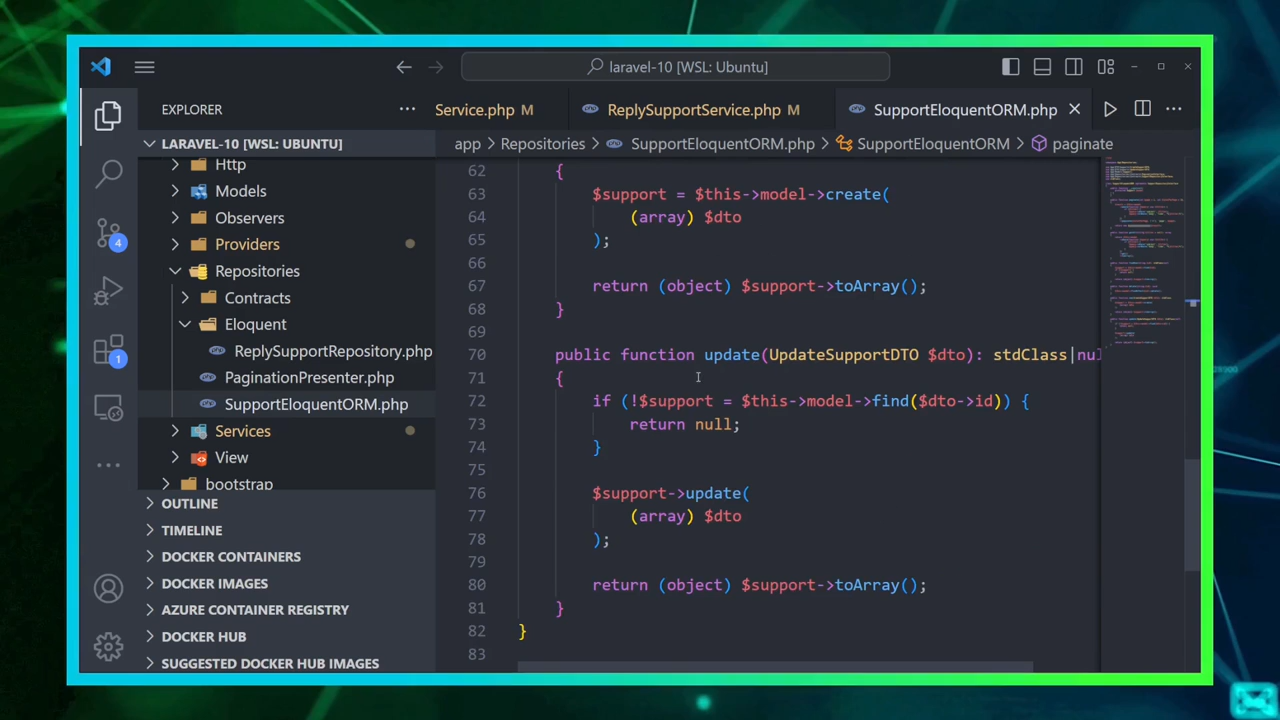 laravel-10 [WSL: Ubuntu]
EXPLORER
Service.php M
ReplySupportService.php M
SupportEloquentORM.php
LARAVEL-10 [WSL: UBUNTU]
app Repositories SupportEloquentORM.php SupportEloquentORM paginate
Http
Models
Observers
Providers
Repositories
Contracts
Eloquent
ReplySupportRepository.php
PaginationPresenter.php
SupportEloquentORM.php
Services
View
bootstrap
OUTLINE
TIMELINE
DOCKER CONTAINERS
DOCKER IMAGES
AZURE CONTAINER REGISTRY
DOCKER HUB
SUGGESTED DOCKER HUB IMAGES
4
1
62 {
63 $support = $this->model->create(
64 (array) $dto
65 );
66
67 return (object) $support->toArray();
68 }
69
70 public function update(UpdateSupportDTO $dto): stdClass|nul
71 {
72 if (!$support = $this->model->find($dto->id)) {
73 return null;
74 }
75
76 $support->update(
77 (array) $dto
78 );
79
80 return (object) $support->toArray();
81 }
82 }
83